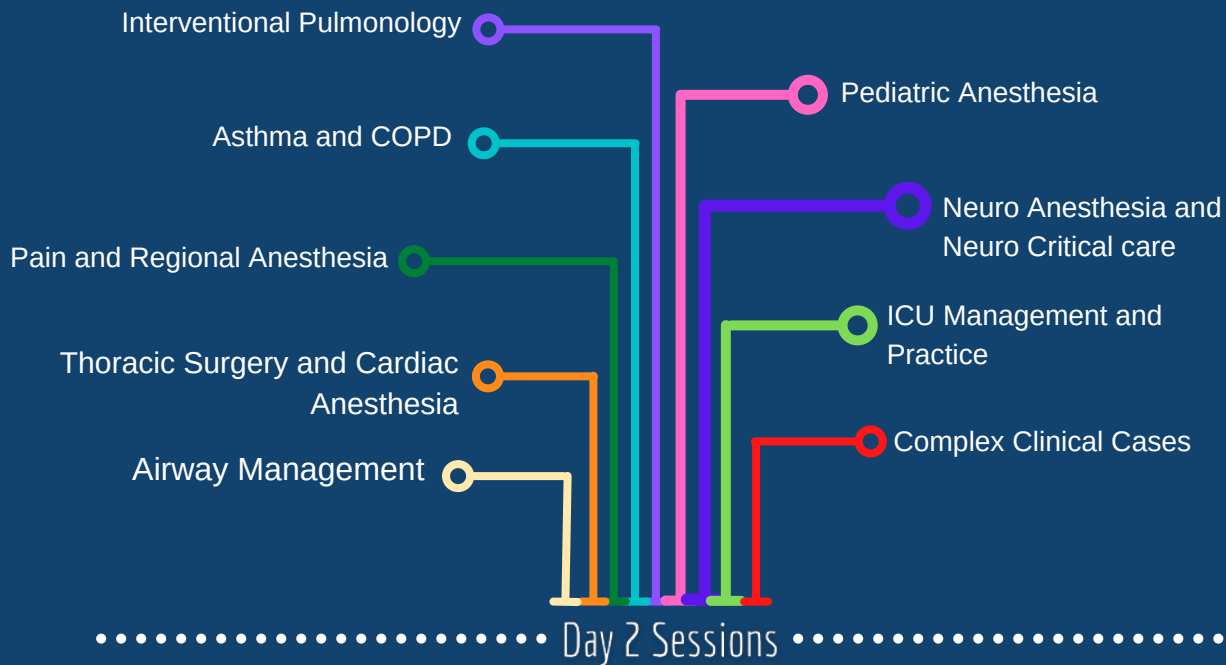 Interventional Pulmonology
Asthma and COPD
Pain and Regional Anesthesia
Thoracic Surgery and Cardiac
Anesthesia
Airway Management
Pediatric Anesthesia
Neuro Anesthesia and
Neuro Critical care
ICU Management and
Practice
Complex Clinical Cases
Day 2 Sessions